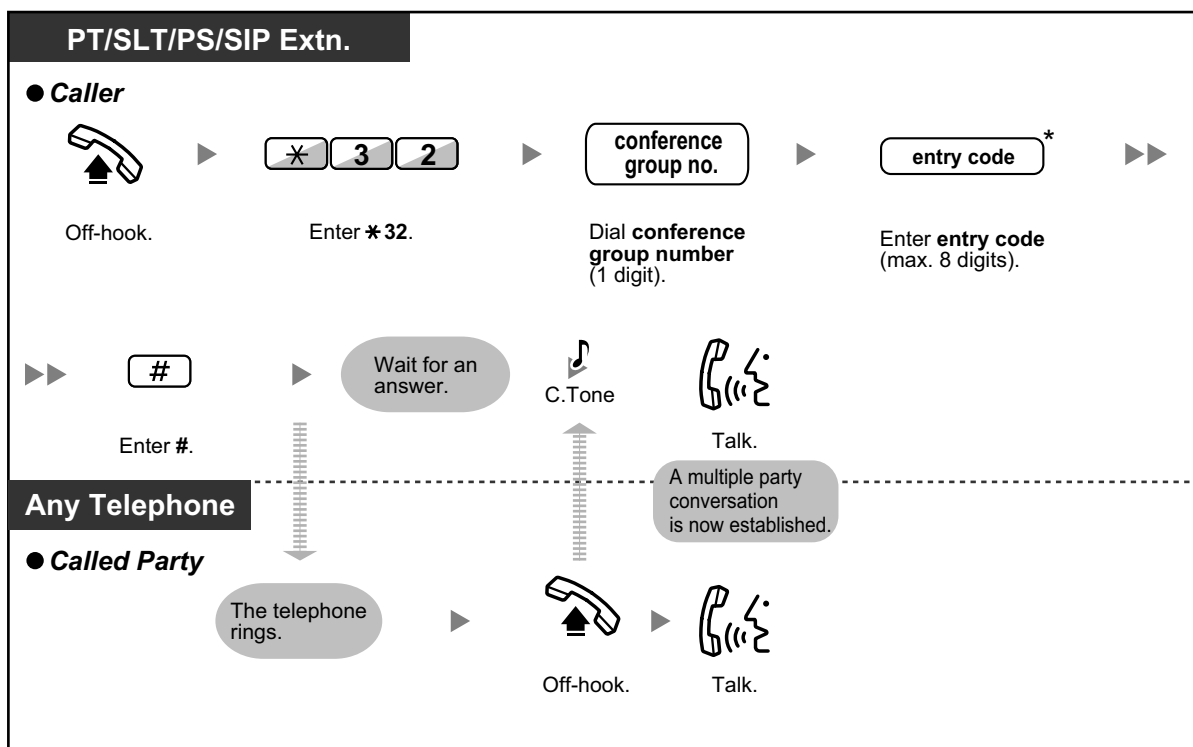 PT/SLT/PS/SIP Extn.
● Caller
* 3 2
conference
group no.
entry code*
Off-hook.
Enter *32.
Dial conference
group number
(1 digit).
Enter entry code
(max. 8 digits).
#
Wait for an
answer.
C.Tone
Enter #.
Talk.
A multiple party
conversation
is now established.
Any Telephone
● Called Party
The telephone
rings.
Off-hook.
Talk.